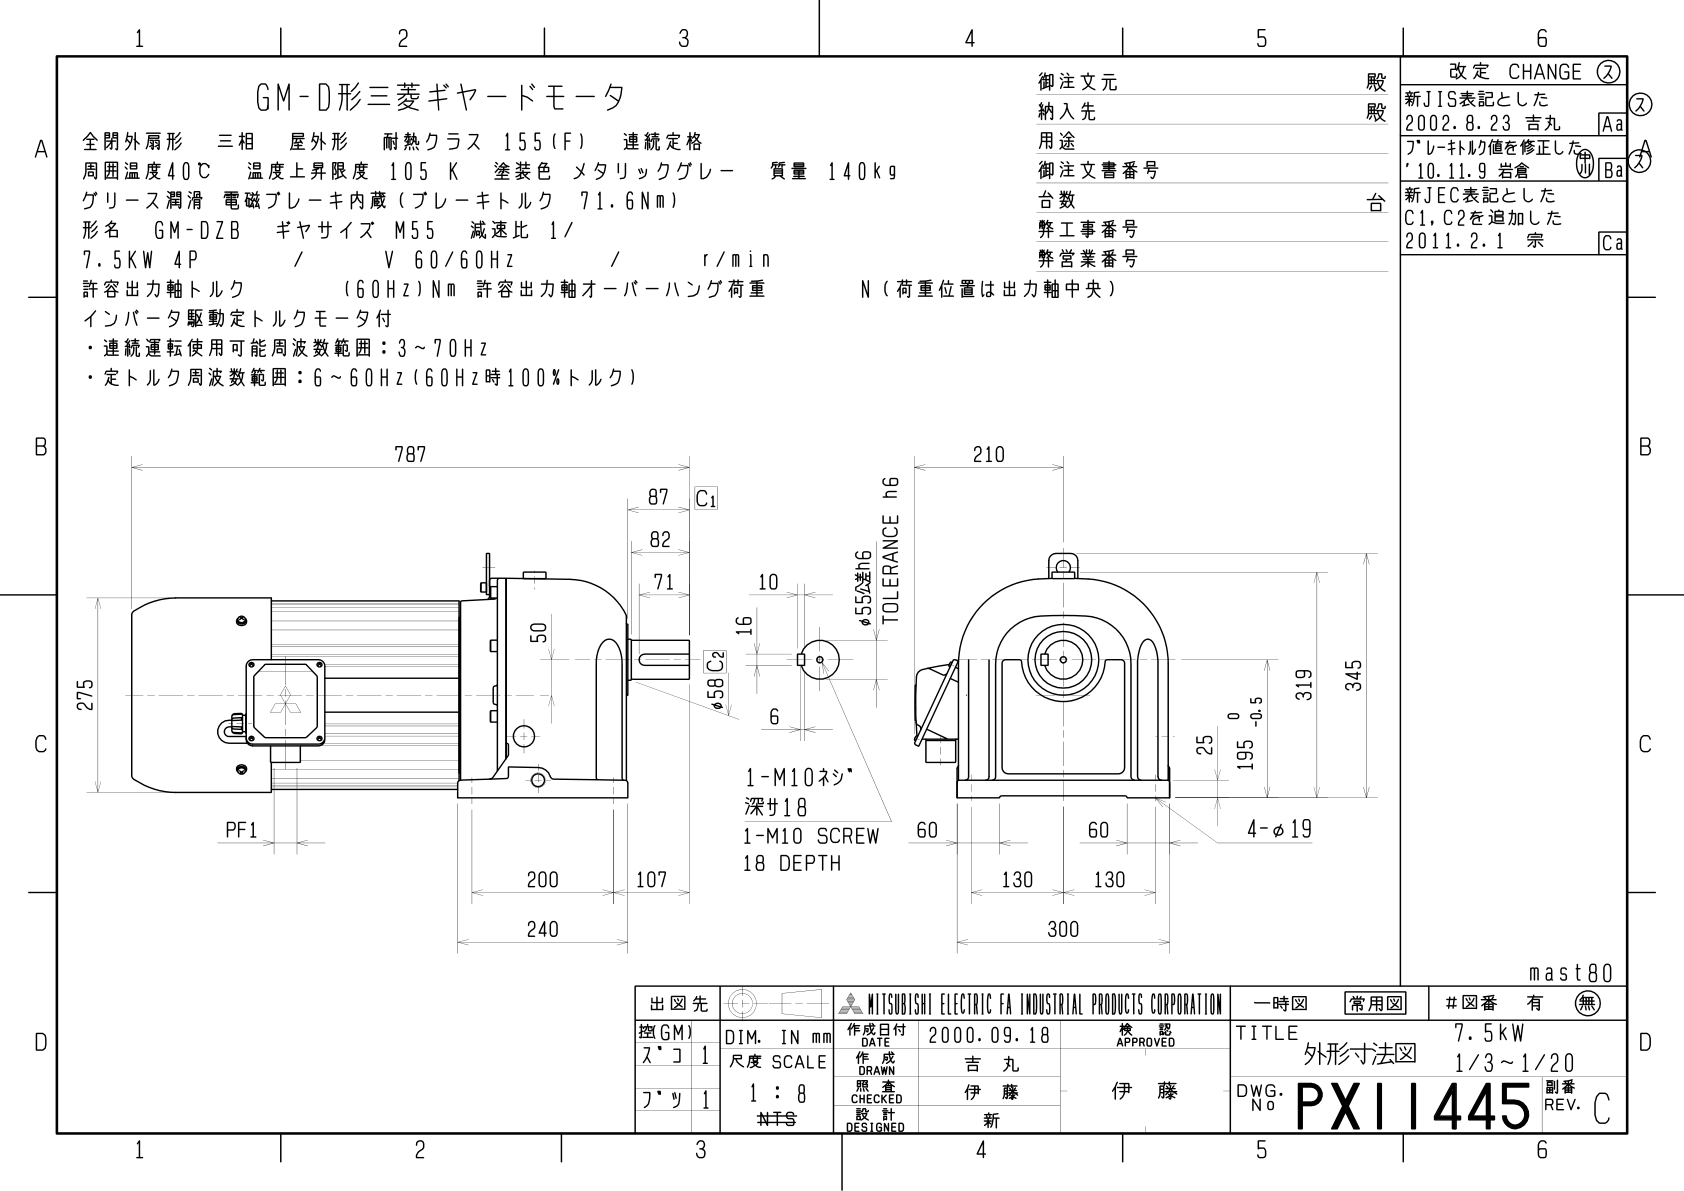 1 2 3 4 5 6
GM-D形三菱ギヤードモータ
全閉外扇形 三相 屋外形 耐熱クラス 155(F) 連続定格
周囲温度40℃ 温度上昇限度 105 K 塗装色 メタリックグレー 質量 140kg
グリース潤滑 電磁ブレーキ内蔵(ブレーキトルク 71.6Nm)
形名 GM-DZB ギヤサイズ M55 減速比 1/
7.5KW 4P / V 60/60Hz / r/min
許容出力軸トルク (60Hz)Nm 許容出力軸オーバーハング荷重 N(荷重位置は出力軸中央)
インバータ駆動定トルクモータ付
・連続運転使用可能周波数範囲：3~70Hz
・定トルク周波数範囲：6~60Hz(60Hz時100%トルク)
御注文元 殿
納入先 殿
用途
御注文書番号
台数 台
弊工事番号
弊営業番号
改定 CHANGE ス
新JIS表記とした
2002.8.23 吉丸 Aa
ス
ブレーキトルク値を修正した
'10.11.9 岩倉 中川 Ba
ス
新JEC表記とした
C1,C2を追加した
2011.2.1 宗 Ca
A A
B B
C C
D D
787
87 C1
82
71
50
275
PF1
200 107
240
10
16
6
φ58 C2
φ55公差h6
TOLERANCE h6
1-M10ネジ
深サ18
1-M10 SCREW
18 DEPTH
210
319
345
25
195 0 -0.5
60 60
4-φ19
130 130
300
mast80
出図先
控(GM)
ズコ 1
ブツ 1
DIM. IN mm
尺度 SCALE
1 : 8
NTS
MITSUBISHI ELECTRIC FA INDUSTRIAL PRODUCTS CORPORATION
作成日付 DATE 2000.09.18
作成 DRAWN 吉丸
照査 CHECKED 伊藤
設計 DESIGNED 新
検認 APPROVED
伊藤
一時図 常用図 #図番 有 無
TITLE 7.5kW
外形寸法図 1/3~1/20
DWG. No PX11445 副番 REV. C
1 2 3 4 5 6